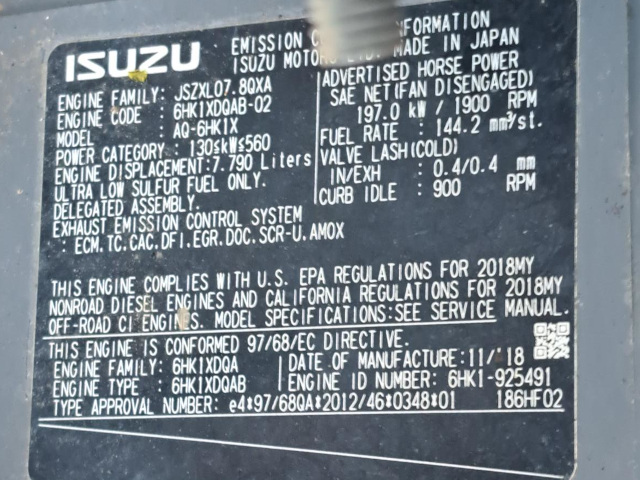 ISUZU
EMISSION INFORMATION
ISUZU MOTORS MADE IN JAPAN
ENGINE FAMILY: JSZXL07.8QXA
ENGINE CODE : 6HK1XDQAB-02
MODEL : AQ-6HK1X
POWER CATEGORY : 130≤kW≤560
ENGINE DISPLACEMENT:7.790 Liters
ULTRA LOW SULFUR FUEL ONLY.
DELEGATED ASSEMBLY.
EXHAUST EMISSION CONTROL SYSTEM
: ECM.TC.CAC.DFI.EGR.DOC.SCR-U.AMOX
ADVERTISED HORSE POWER
SAE NET(FAN DISENGAGED)
197.0 kW / 1900 RPM
FUEL RATE : 144.2 mm³/st.
VALVE LASH(COLD)
IN/EXH : 0.4/0.4 mm
CURB IDLE : 900 RPM
THIS ENGINE COMPLIES WITH U.S. EPA REGULATIONS FOR 2018MY
NONROAD DIESEL ENGINES AND CALIFORNIA REGULATIONS FOR 2018MY
OFF-ROAD CI ENGINES. MODEL SPECIFICATIONS:SEE SERVICE MANUAL.
THIS ENGINE IS CONFORMED 97/68/EC DIRECTIVE.
ENGINE FAMILY : 6HK1XDQA
ENGINE TYPE : 6HK1XDQAB
DATE OF MANUFACTURE:11/'18
ENGINE ID NUMBER: 6HK1-925491
TYPE APPROVAL NUMBER: e4*97/68QA*2012/46*0348*01 186HF02